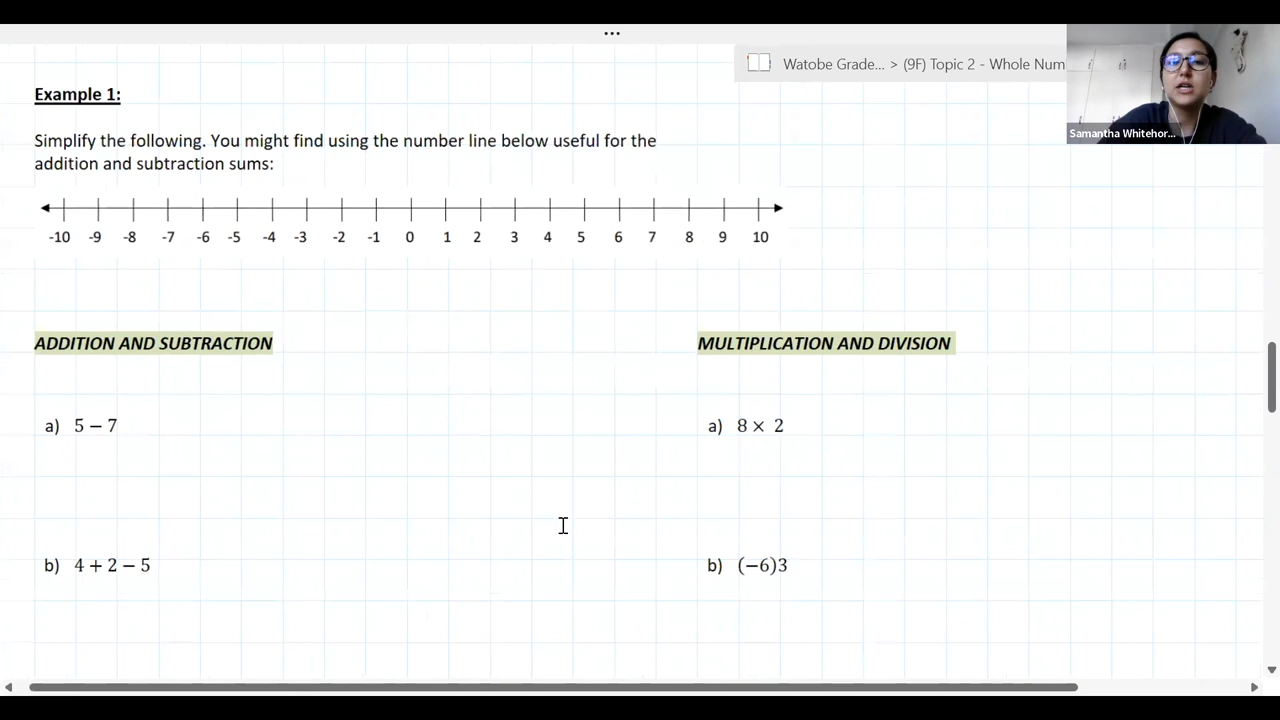 ...
Watobe Grade... > (9F) Topic 2 - Whole Num
Samantha Whitehor...
Example 1:
Simplify the following. You might find using the number line below useful for the
addition and subtraction sums:
-10 -9 -8 -7 -6 -5 -4 -3 -2 -1 0 1 2 3 4 5 6 7 8 9 10
ADDITION AND SUBTRACTION
a) 5 − 7
b) 4 + 2 − 5
MULTIPLICATION AND DIVISION
a) 8 × 2
b) (−6)3